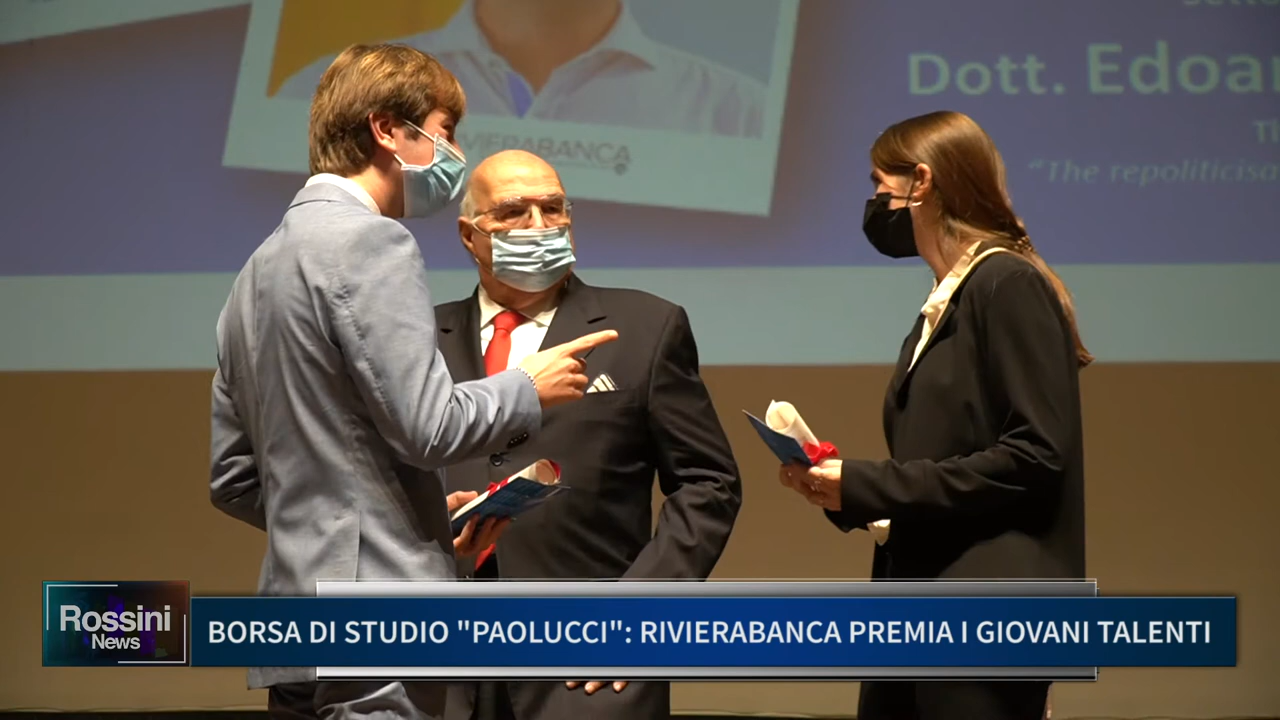 Dott. Edoar
RIVIERABANCA
"The repoliticisa
Rossini
News
BORSA DI STUDIO "PAOLUCCI": RIVIERABANCA PREMIA I GIOVANI TALENTI